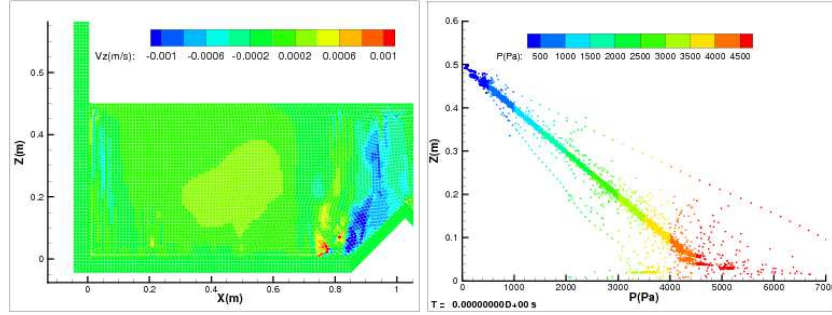 Vz(m/s): -0.001 -0.0006 -0.0002 0.0002 0.0006 0.001
Z(m)
0.6
0.4
0.2
0
0 0.2 0.4 0.6 0.8 1
X(m)
P(Pa): 500 1000 1500 2000 2500 3000 3500 4000 4500
Z(m)
0.6
0.5
0.4
0.3
0.2
0.1
0
0 1000 2000 3000 4000 5000 6000 7000
P(Pa)
T = 0.00000000D+00 s